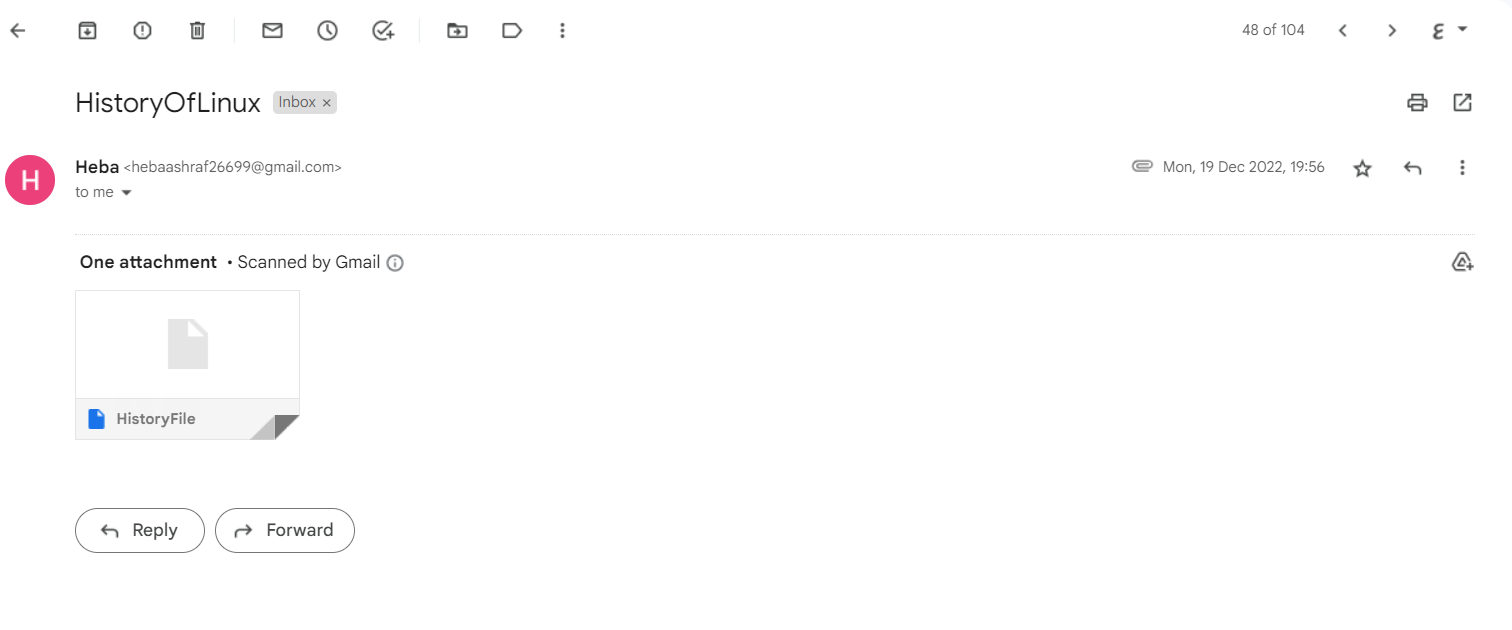 48 of 104
HistoryOfLinux Inbox ×
H
Heba <hebaashraf26699@gmail.com>
Mon, 19 Dec 2022, 19:56
to me
One attachment • Scanned by Gmail
HistoryFile
Reply
Forward